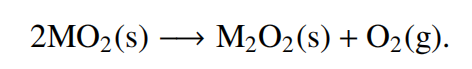 2MO₂(s) ⟶ M₂O₂(s) + O₂(g).